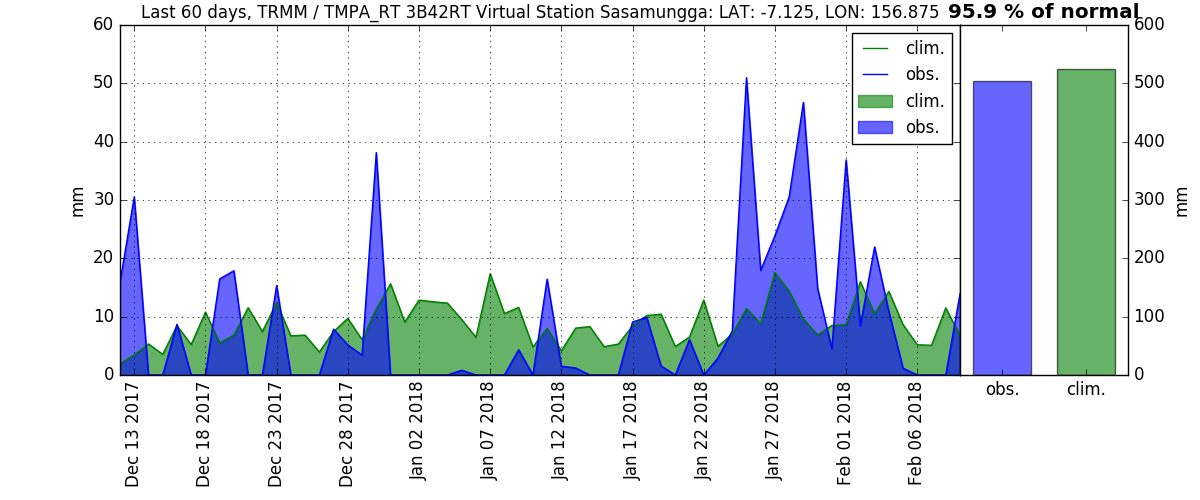 Last 60 days, TRMM / TMPA_RT 3B42RT Virtual Station Sasamungga: LAT: -7.125, LON: 156.875 95.9 % of normal
60
50
40
30
20
10
0
mm
clim.
obs.
clim.
obs.
600
500
400
300
200
100
0
mm
Dec 13 2017
Dec 18 2017
Dec 23 2017
Dec 28 2017
Jan 02 2018
Jan 07 2018
Jan 12 2018
Jan 17 2018
Jan 22 2018
Jan 27 2018
Feb 01 2018
Feb 06 2018
obs.
clim.